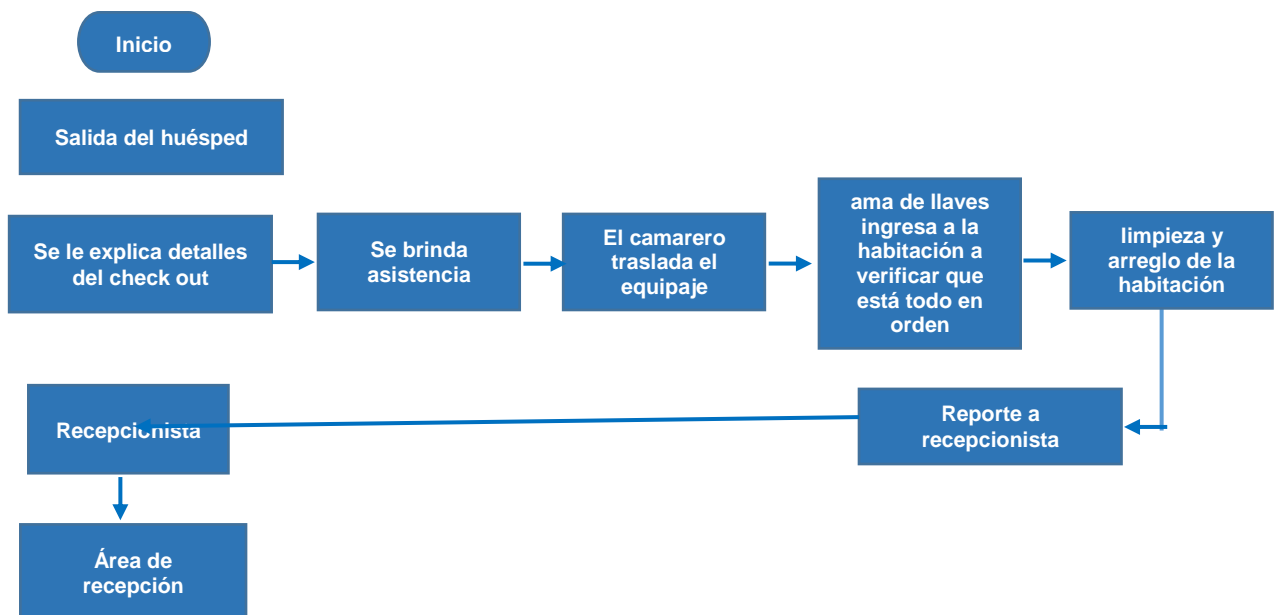 Inicio
Salida del huésped
Se le explica detalles
del check out
Se brinda
asistencia
El camarero
traslada el
equipaje
ama de llaves
ingresa a la
habitación a
verificar que
está todo en
orden
limpieza y
arreglo de la
habitación
Reporte a
recepcionista
Recepcionista
Área de
recepción